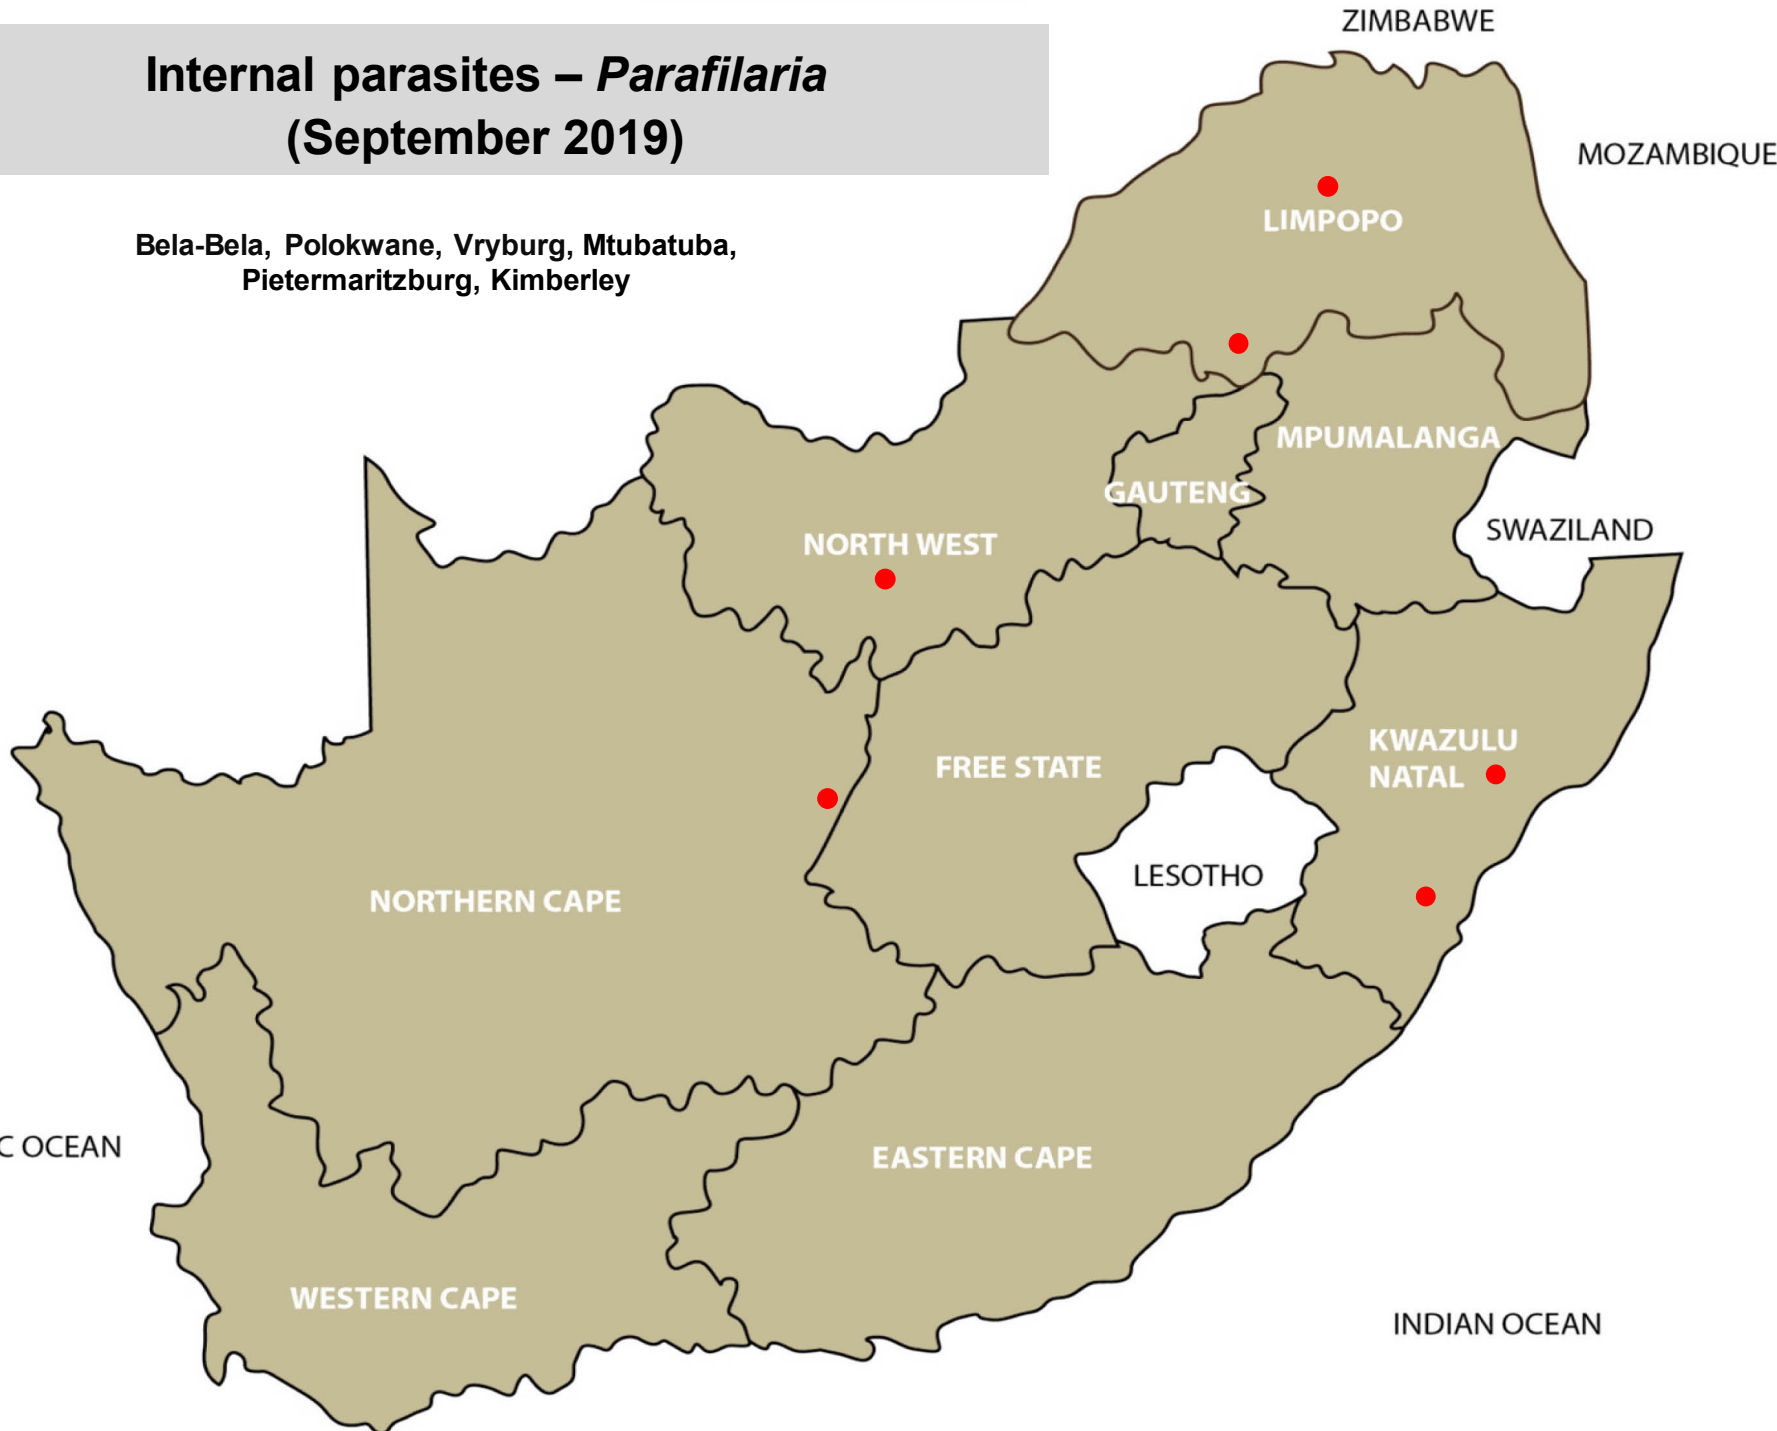 ZIMBABWE
Internal parasites – Parafilaria
(September 2019)
MOZAMBIQUE
LIMPOPO
Bela-Bela, Polokwane, Vryburg, Mtubatuba,
Pietermaritzburg, Kimberley
MPUMALANGA
GAUTENG
SWAZILAND
NORTH WEST
KWAZULU
NATAL
FREE STATE
LESOTHO
NORTHERN CAPE
C OCEAN
EASTERN CAPE
WESTERN CAPE
INDIAN OCEAN